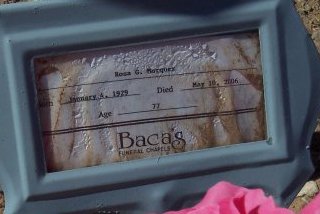 Rosa G. Marquez
Born January 4, 1929 Died May 10, 2006
Age 77
Bacas
FUNERAL CHAPELS